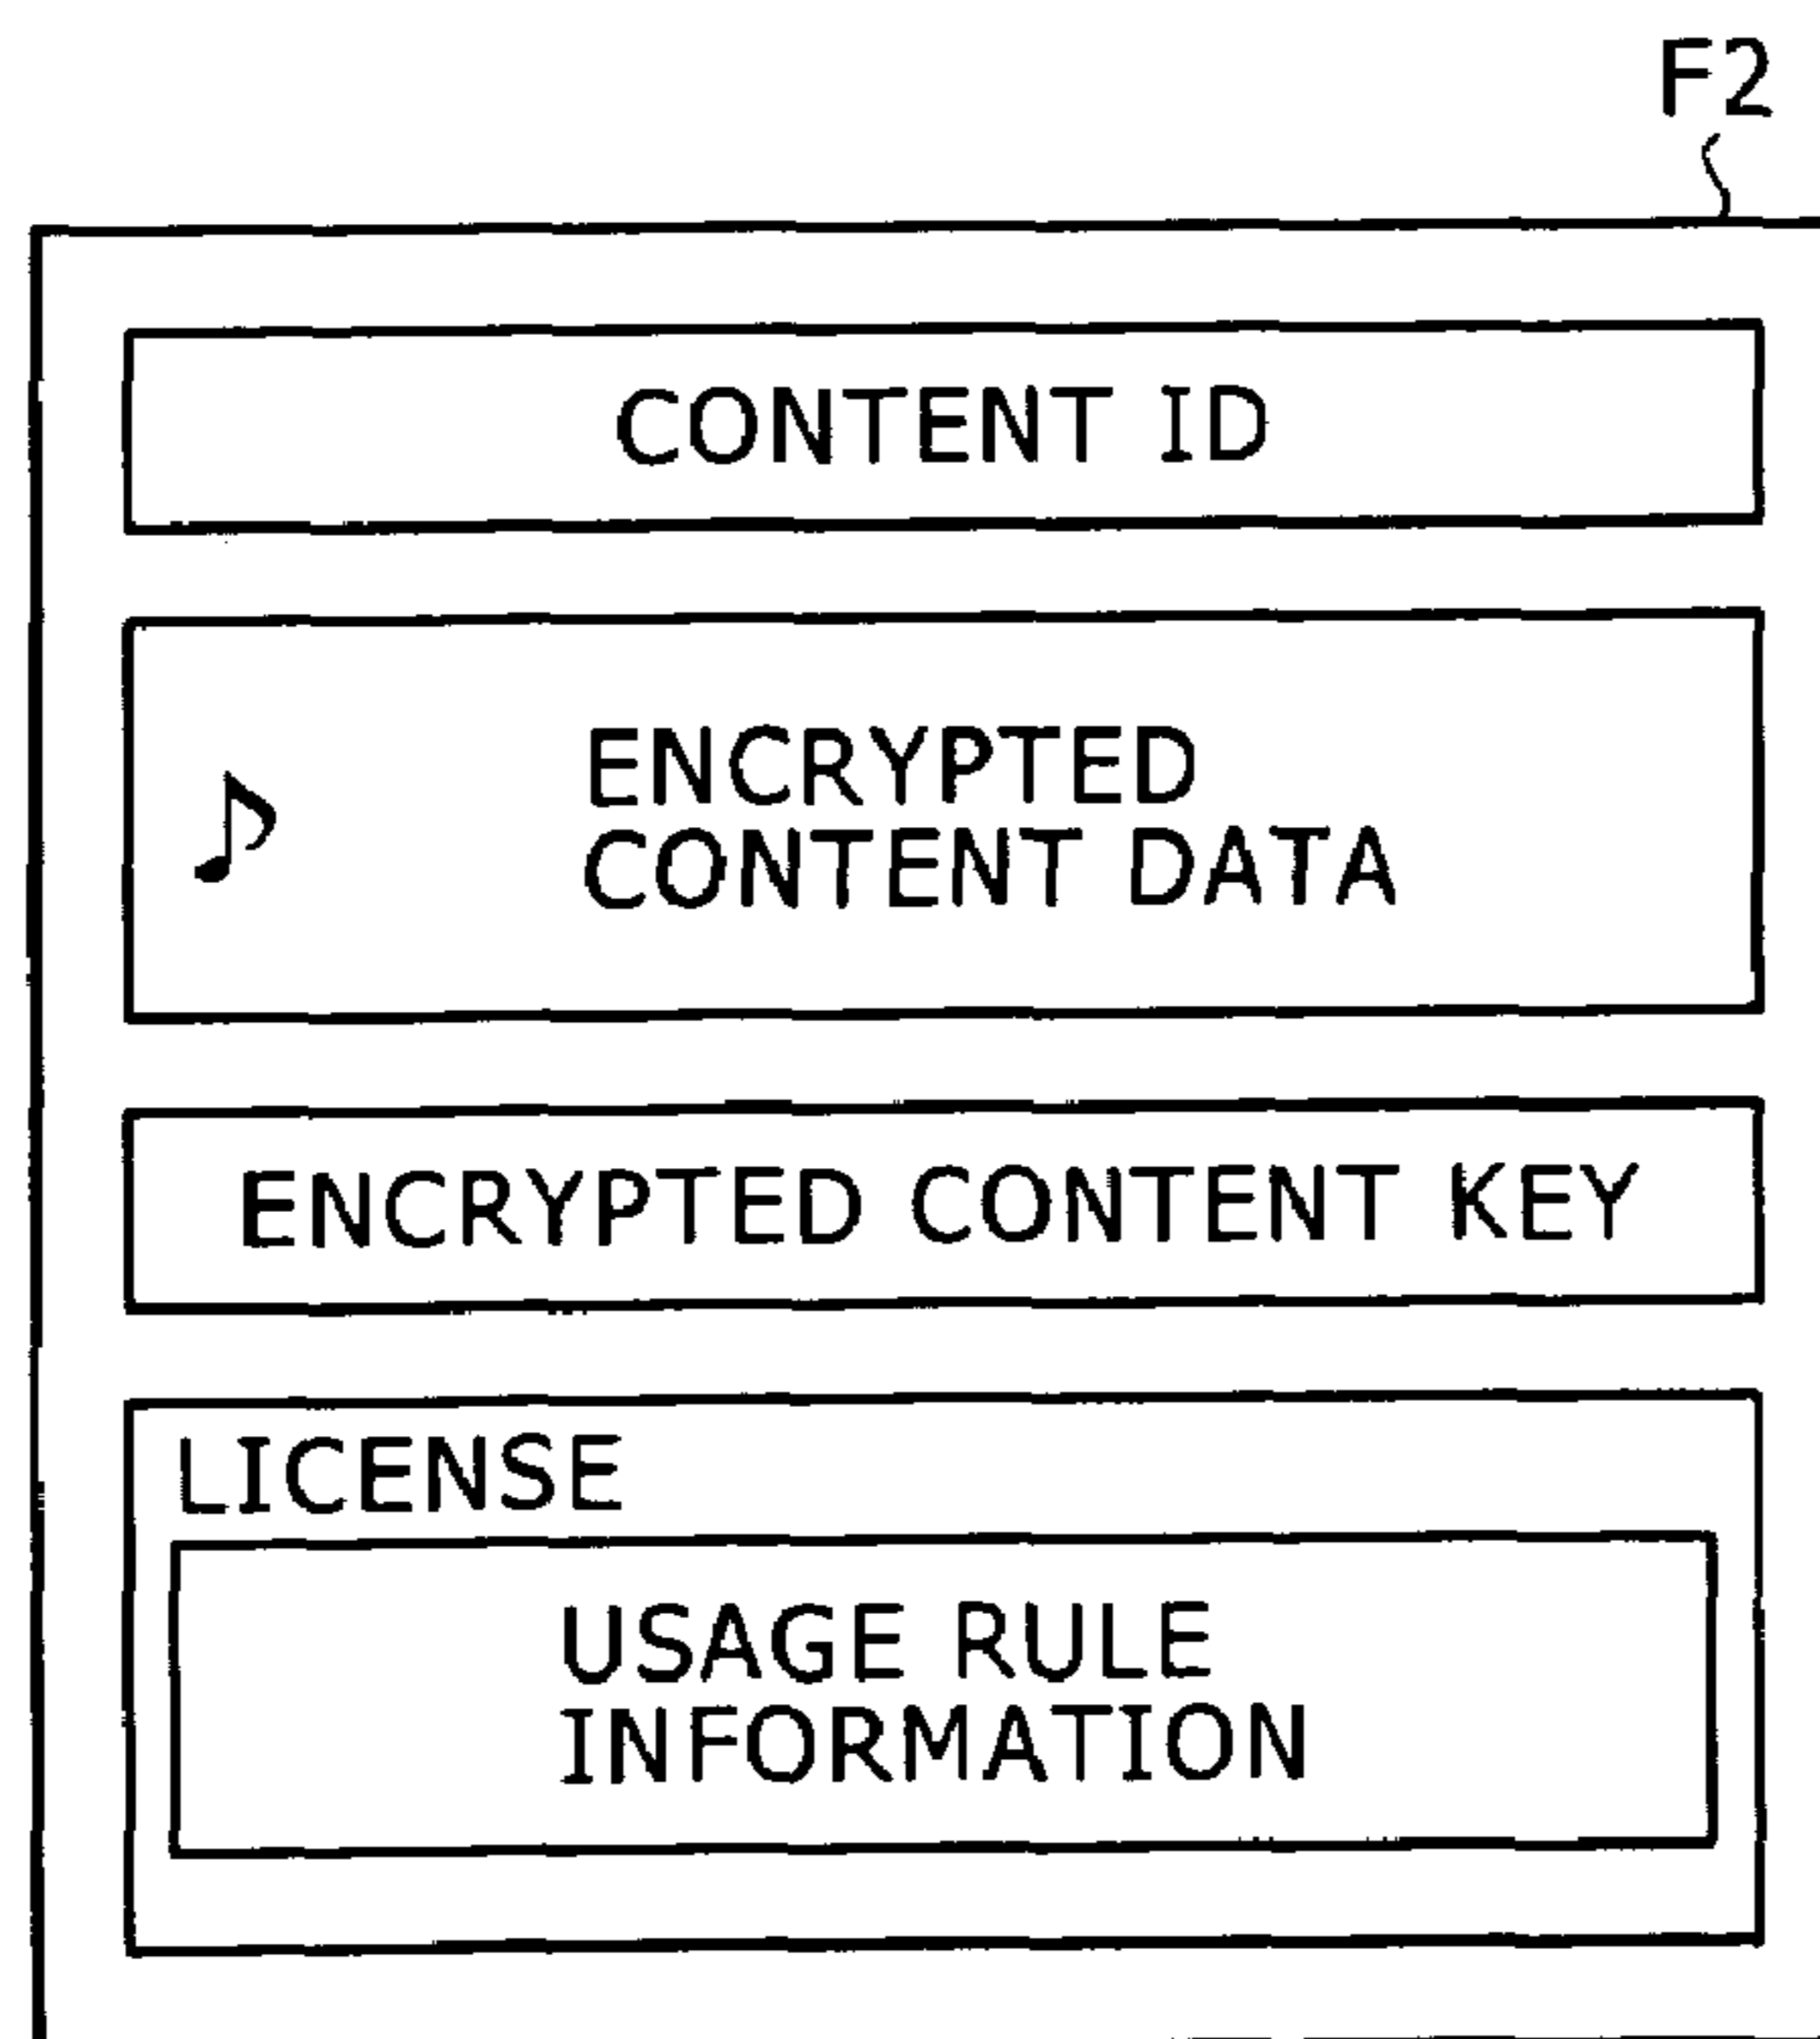 F2
CONTENT ID
ENCRYPTED
CONTENT DATA
ENCRYPTED CONTENT KEY
LICENSE
USAGE RULE
INFORMATION